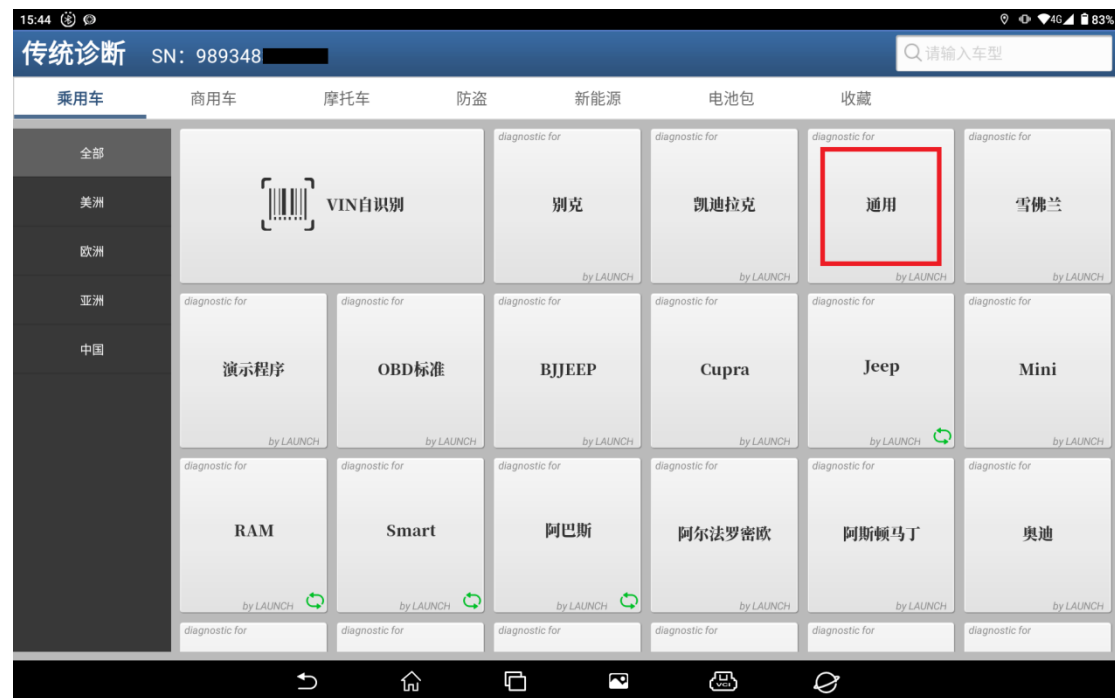 15:44 4G 83%
传统诊断 SN：989348 请输入车型
乘用车 商用车 摩托车 防盗 新能源 电池包 收藏
全部
美洲
欧洲
亚洲
中国
VIN自识别
diagnostic for
别克
by LAUNCH
diagnostic for
凯迪拉克
by LAUNCH
diagnostic for
通用
by LAUNCH
diagnostic for
雪佛兰
by LAUNCH
diagnostic for
演示程序
by LAUNCH
diagnostic for
OBD标准
by LAUNCH
diagnostic for
BJJEEP
by LAUNCH
diagnostic for
Cupra
by LAUNCH
diagnostic for
Jeep
by LAUNCH
diagnostic for
Mini
by LAUNCH
diagnostic for
RAM
by LAUNCH
diagnostic for
Smart
by LAUNCH
diagnostic for
阿巴斯
by LAUNCH
diagnostic for
阿尔法罗密欧
by LAUNCH
diagnostic for
阿斯顿马丁
by LAUNCH
diagnostic for
奥迪
by LAUNCH
diagnostic for
diagnostic for
diagnostic for
diagnostic for
diagnostic for
diagnostic for
VCI